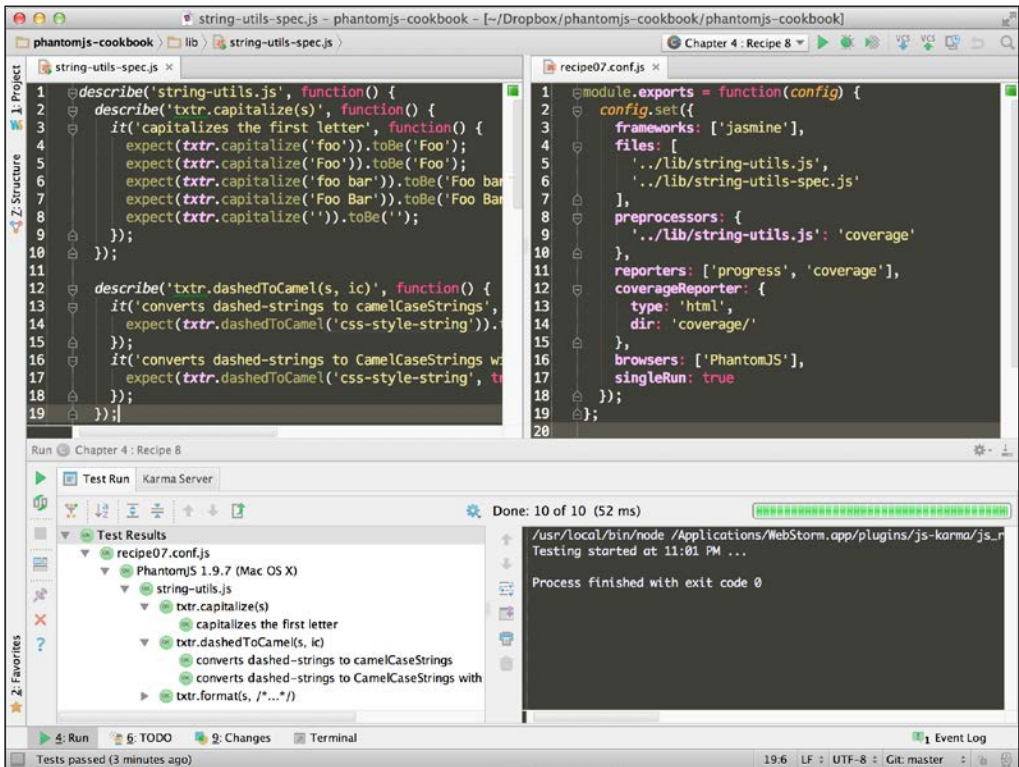 string-utils-spec.js – phantomjs-cookbook – [~/Dropbox/phantomjs-cookbook/phantomjs-cookbook]
phantomjs-cookbook lib string-utils-spec.js Chapter 4 : Recipe 8 VCS VCS
1: Project
Z: Structure
2: Favorites
string-utils-spec.js ×
1 describe('string-utils.js', function() {
2 describe('txtr.capitalize(s)', function() {
3 it('capitalizes the first letter', function() {
4 expect(txtr.capitalize('foo')).toBe('Foo');
5 expect(txtr.capitalize('Foo')).toBe('Foo');
6 expect(txtr.capitalize('foo bar')).toBe('Foo bar
7 expect(txtr.capitalize('Foo Bar')).toBe('Foo Bar
8 expect(txtr.capitalize('')).toBe('');
9 });
10 });
11
12 describe('txtr.dashedToCamel(s, ic)', function() {
13 it('converts dashed-strings to camelCaseStrings',
14 expect(txtr.dashedToCamel('css-style-string')).
15 });
16 it('converts dashed-strings to CamelCaseStrings wi
17 expect(txtr.dashedToCamel('css-style-string', tr
18 });
19 });
recipe07.conf.js ×
1 module.exports = function(config) {
2 config.set({
3 frameworks: ['jasmine'],
4 files: [
5 '../lib/string-utils.js',
6 '../lib/string-utils-spec.js'
7 ],
8 preprocessors: {
9 '../lib/string-utils.js': 'coverage'
10 },
11 reporters: ['progress', 'coverage'],
12 coverageReporter: {
13 type: 'html',
14 dir: 'coverage/'
15 },
16 browsers: ['PhantomJS'],
17 singleRun: true
18 });
19 };
20
Run Chapter 4 : Recipe 8
Test Run Karma Server
Done: 10 of 10 (52 ms)
Test Results
recipe07.conf.js
PhantomJS 1.9.7 (Mac OS X)
string-utils.js
txtr.capitalize(s)
capitalizes the first letter
txtr.dashedToCamel(s, ic)
converts dashed-strings to camelCaseStrings
converts dashed-strings to CamelCaseStrings with
txtr.format(s, /*...*/)
/usr/local/bin/node /Applications/WebStorm.app/plugins/js-karma/js_r
Testing started at 11:01 PM ...
Process finished with exit code 0
4: Run 6: TODO 9: Changes Terminal 1 Event Log
Tests passed (3 minutes ago) 19:6 LF UTF-8 Git: master